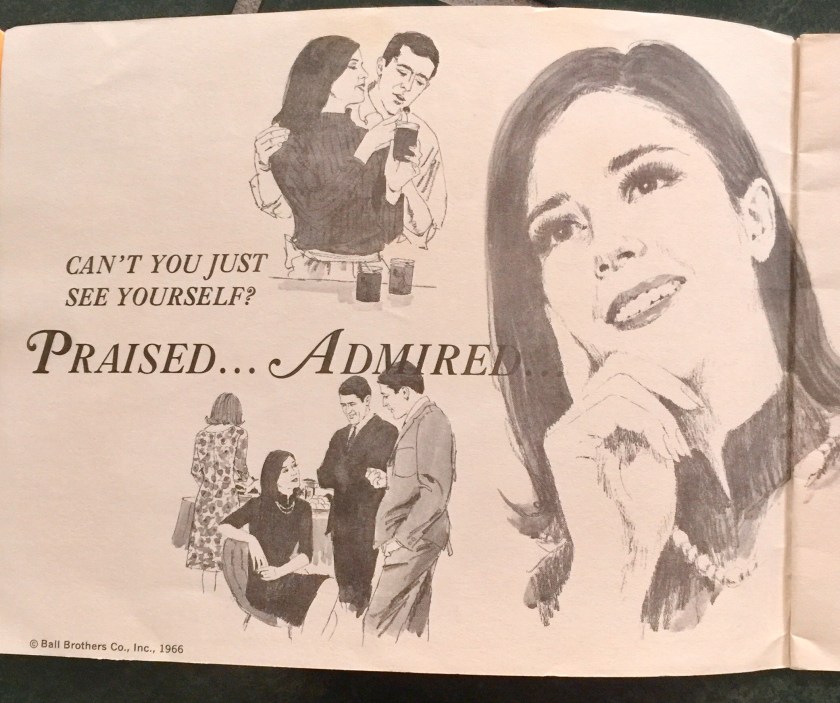 CAN'T YOU JUST
SEE YOURSELF?
PRAISED... ADMIRED...
© Ball Brothers Co., Inc., 1966